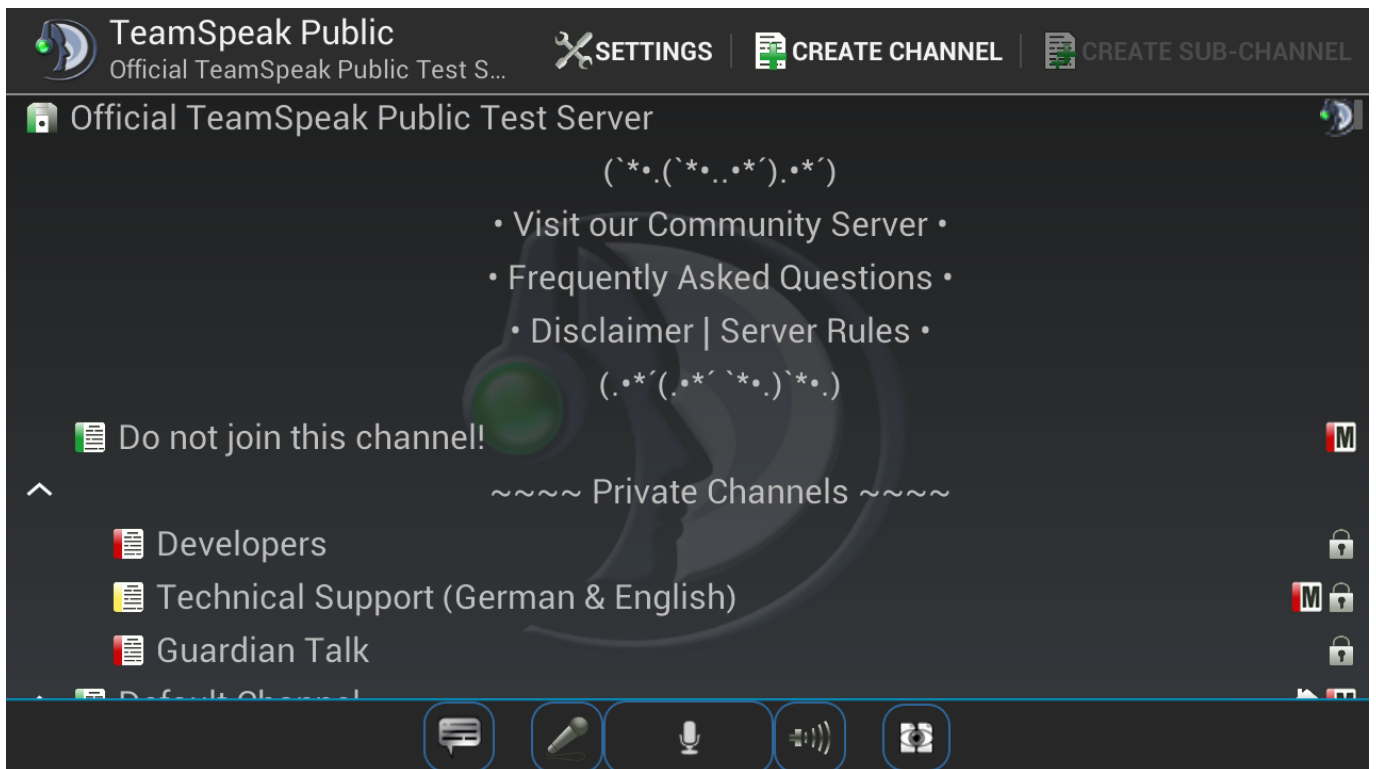 TeamSpeak Public
Official TeamSpeak Public Test S...
SETTINGS
CREATE CHANNEL
CREATE SUB-CHANNEL
Official TeamSpeak Public Test Server
(`*•.(`*•..•*´).•*´)
• Visit our Community Server •
• Frequently Asked Questions •
• Disclaimer | Server Rules •
(.•*´(.•*´ `*•.)`*•.)
Do not join this channel!
M
~~~~ Private Channels ~~~~
Developers
Technical Support (German & English)
M
Guardian Talk
Default Channel
M